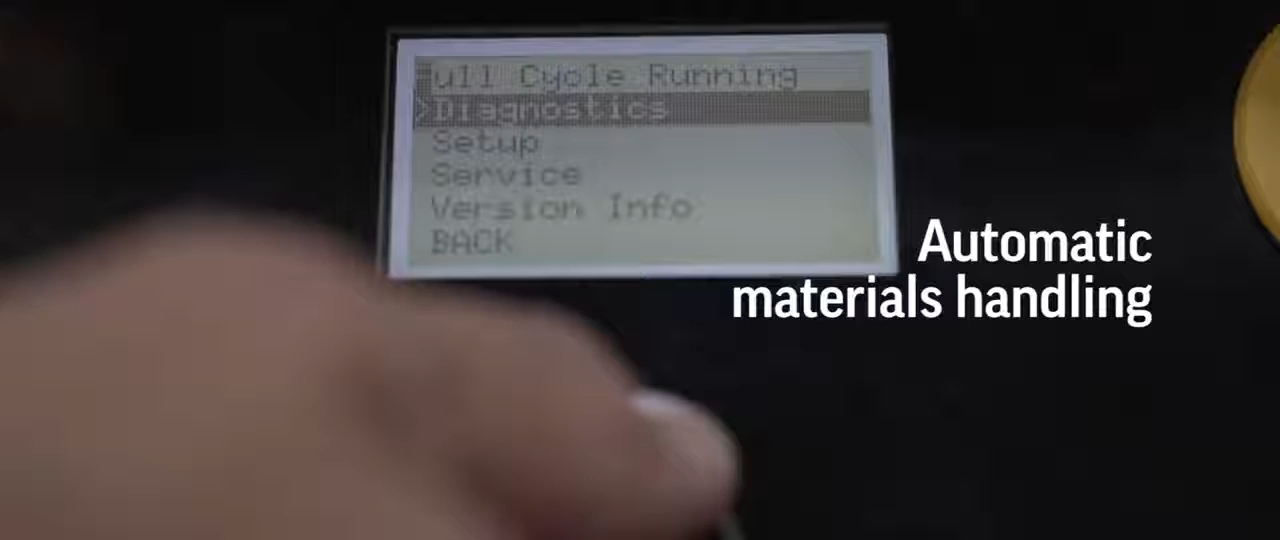 ull Cycle Running
>Diagnostics
Setup
Service
Version Info
BACK
Automatic
materials handling